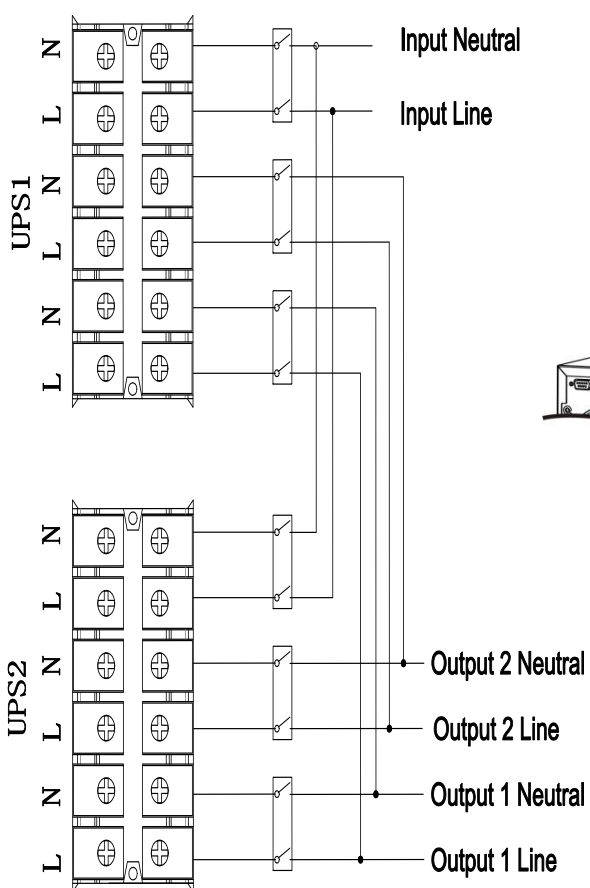 N
Input Neutral
L
Input Line
N
UPS1
L
N
L
N
L
N
Output 2 Neutral
UPS2
L
Output 2 Line
N
Output 1 Neutral
L
Output 1 Line